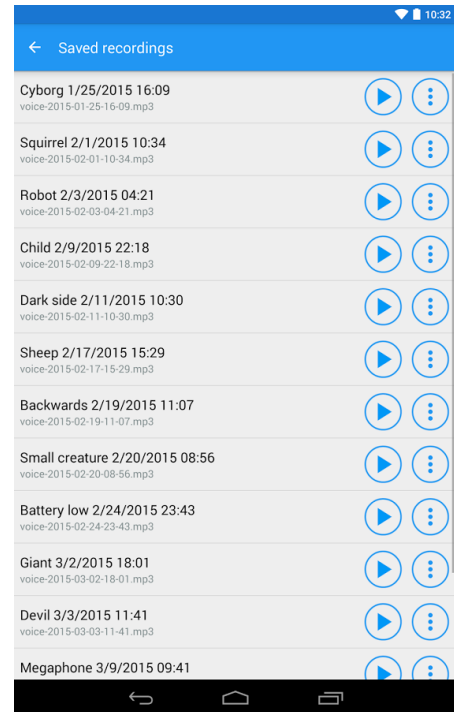 10:32
Saved recordings
Cyborg 1/25/2015 16:09
voice-2015-01-25-16-09.mp3
Squirrel 2/1/2015 10:34
voice-2015-02-01-10-34.mp3
Robot 2/3/2015 04:21
voice-2015-02-03-04-21.mp3
Child 2/9/2015 22:18
voice-2015-02-09-22-18.mp3
Dark side 2/11/2015 10:30
voice-2015-02-11-10-30.mp3
Sheep 2/17/2015 15:29
voice-2015-02-17-15-29.mp3
Backwards 2/19/2015 11:07
voice-2015-02-19-11-07.mp3
Small creature 2/20/2015 08:56
voice-2015-02-20-08-56.mp3
Battery low 2/24/2015 23:43
voice-2015-02-24-23-43.mp3
Giant 3/2/2015 18:01
voice-2015-03-02-18-01.mp3
Devil 3/3/2015 11:41
voice-2015-03-03-11-41.mp3
Megaphone 3/9/2015 09:41